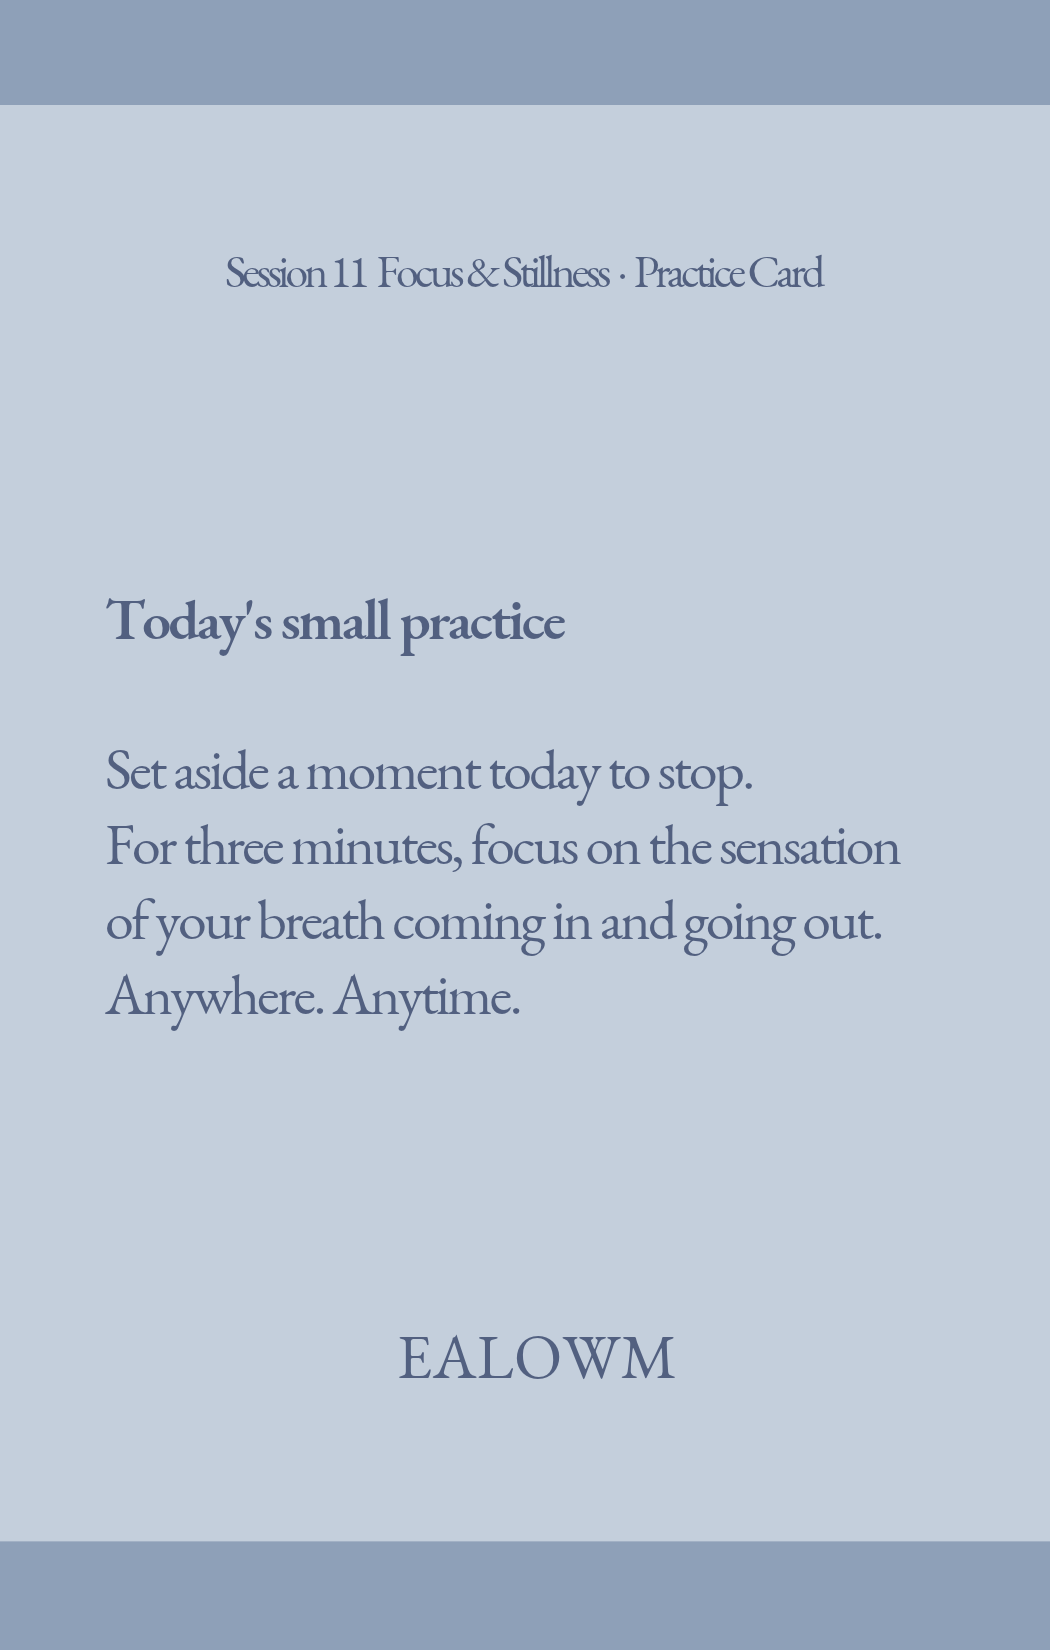 Session 11 Focus & Stillness · Practice Card
Today's small practice
Set aside a moment today to stop.
For three minutes, focus on the sensation
of your breath coming in and going out.
Anywhere. Anytime.
EALOWM